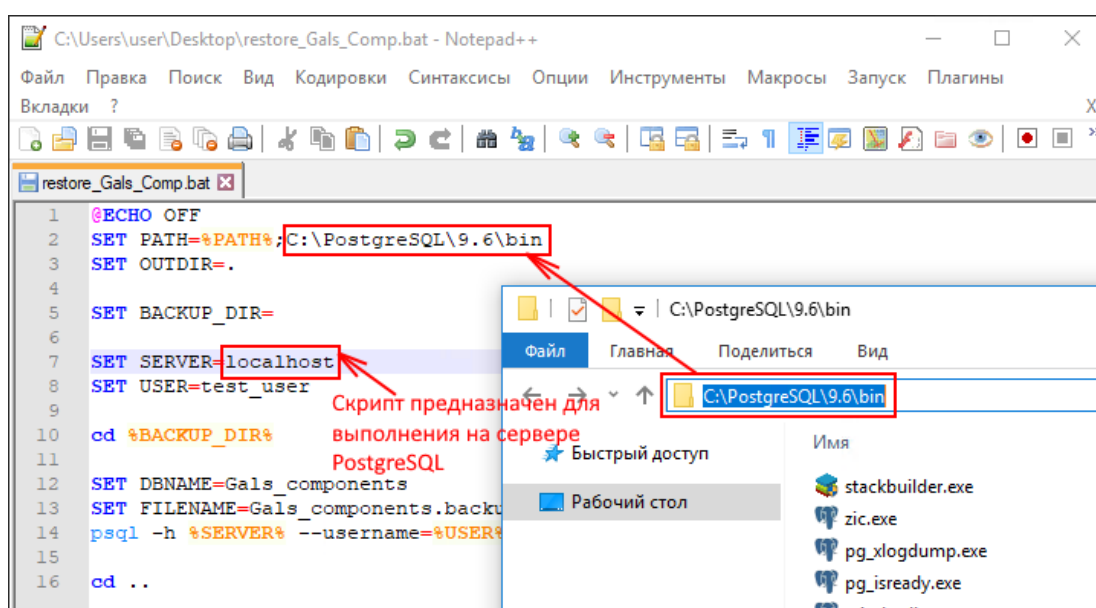 C:\Users\user\Desktop\restore_Gals_Comp.bat - Notepad++
Файл Правка Поиск Вид Кодировки Синтаксисы Опции Инструменты Макросы Запуск Плагины
Вкладки ? X
restore_Gals_Comp.bat
1 @ECHO OFF
2 SET PATH=%PATH%;C:\PostgreSQL\9.6\bin
3 SET OUTDIR=.
4
5 SET BACKUP_DIR=
6
7 SET SERVER=localhost
8 SET USER=test_user
9
10 cd %BACKUP_DIR%
11
12 SET DBNAME=Gals_components
13 SET FILENAME=Gals_components.backu
14 psql -h %SERVER% --username=%USER%
15
16 cd ..
Скрипт предназначен для
выполнения на сервере
PostgreSQL
C:\PostgreSQL\9.6\bin
Файл Главная Поделиться Вид
C:\PostgreSQL\9.6\bin
Быстрый доступ
Рабочий стол
Имя
stackbuilder.exe
zic.exe
pg_xlogdump.exe
pg_isready.exe